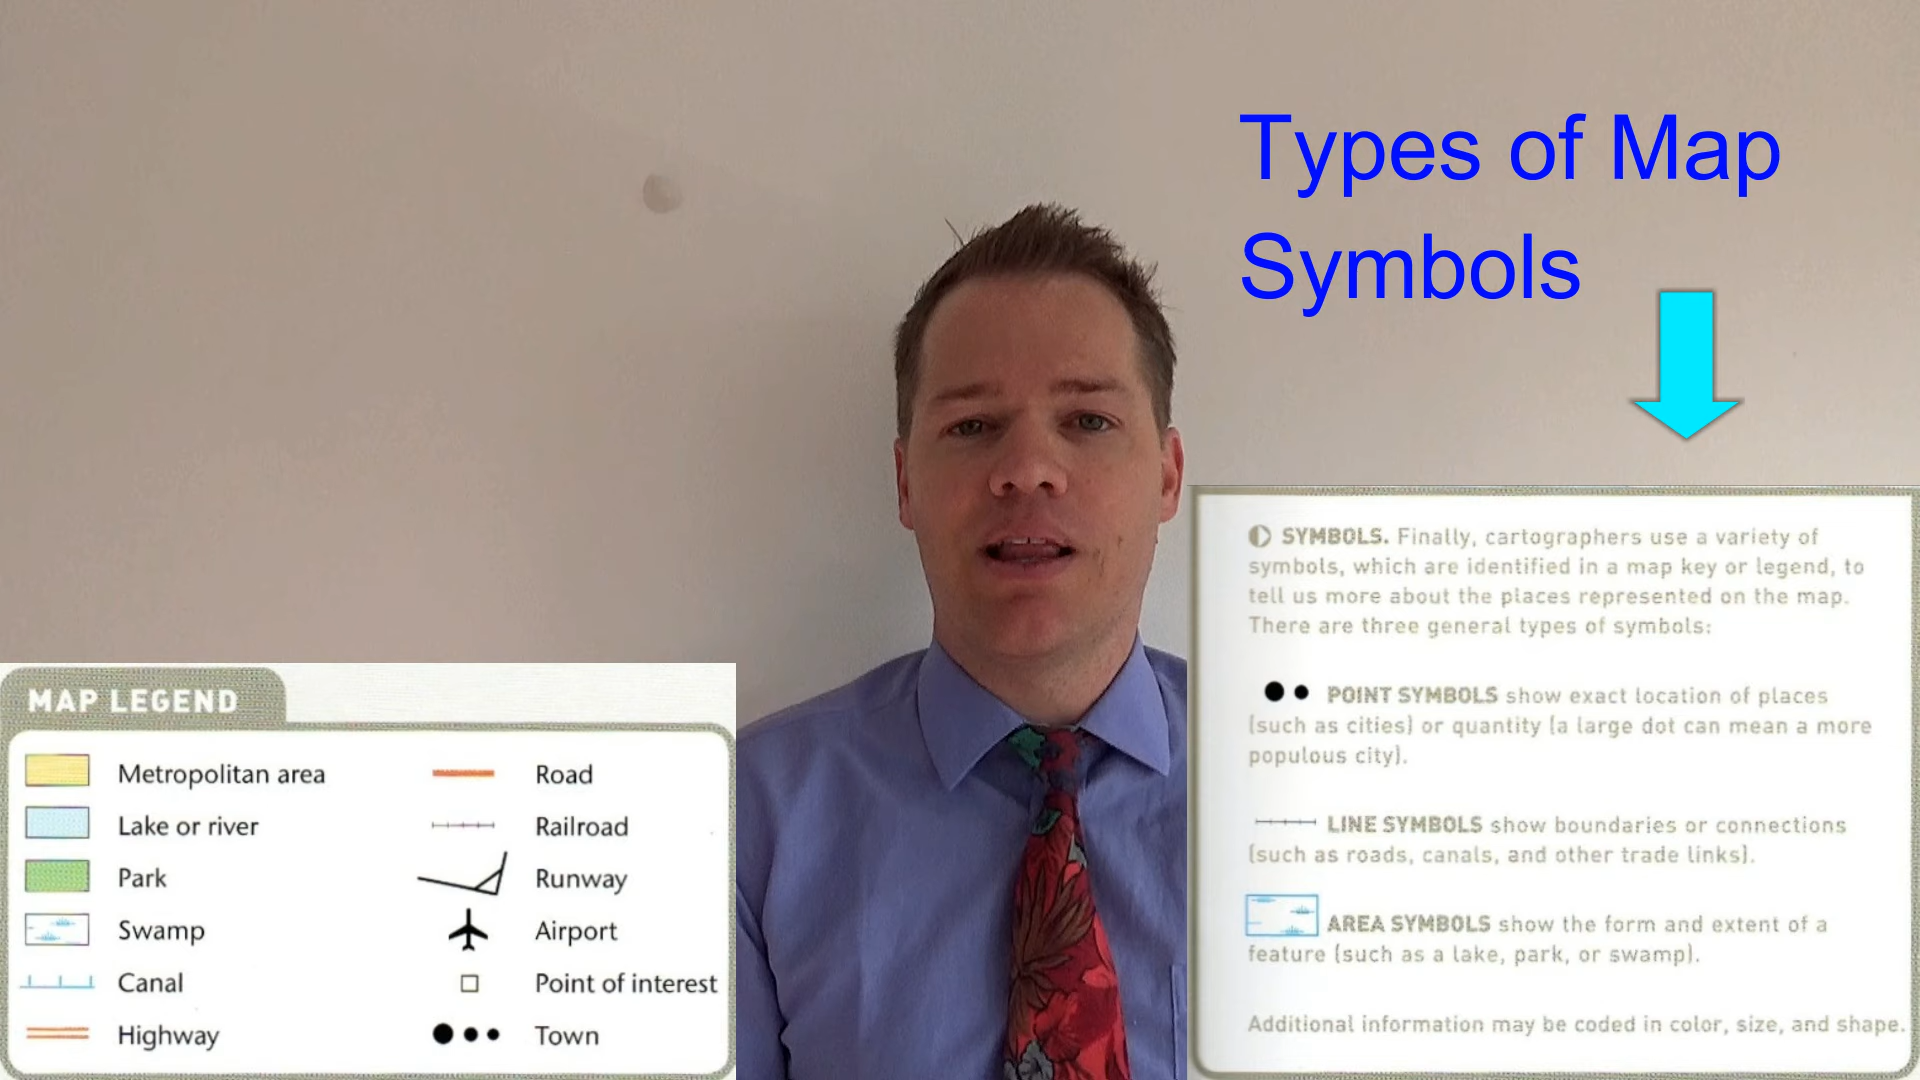 Types of Map
Symbols
SYMBOLS. Finally, cartographers use a variety of
symbols, which are identified in a map key or legend, to
tell us more about the places represented on the map.
There are three general types of symbols:
POINT SYMBOLS show exact location of places
(such as cities) or quantity (a large dot can mean a more
populous city).
LINE SYMBOLS show boundaries or connections
(such as roads, canals, and other trade links).
AREA SYMBOLS show the form and extent of a
feature (such as a lake, park, or swamp).
Additional information may be coded in color, size, and shape.
MAP LEGEND
Metropolitan area
Lake or river
Park
Swamp
Canal
Highway
Road
Railroad
Runway
Airport
Point of interest
Town